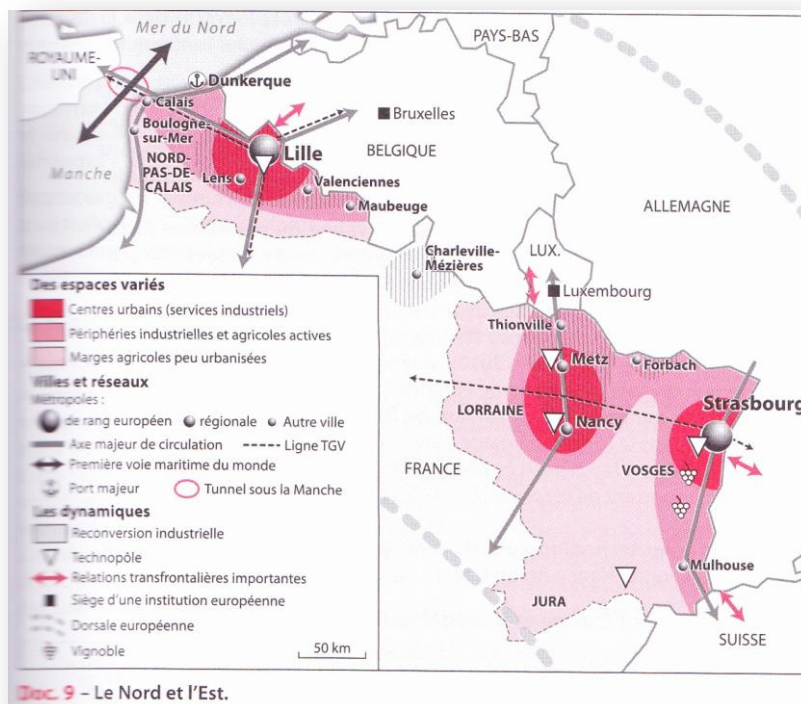 Mer du Nord
ROYAUME-
UNI
PAYS-BAS
Dunkerque
Calais
Boulogne-
sur-Mer
Bruxelles
Lille
BELGIQUE
Manche
NORD-
PAS-DE-
CALAIS
Lens
Valenciennes
Maubeuge
ALLEMAGNE
Charleville-
Mézières
LUX.
Luxembourg
Thionville
Metz
Forbach
LORRAINE
Nancy
Strasbourg
FRANCE
VOSGES
Mulhouse
JURA
SUISSE
Des espaces variés
Centres urbains (services industriels)
Périphéries industrielles et agricoles actives
Marges agricoles peu urbanisées
Villes et réseaux
Métropoles :
de rang européen
régionale
Autre ville
Axe majeur de circulation
Ligne TGV
Première voie maritime du monde
Port majeur
Tunnel sous la Manche
Les dynamiques
Reconversion industrielle
Technopôle
Relations transfrontalières importantes
Siège d'une institution européenne
Dorsale européenne
Vignoble
50 km
Doc. 9 – Le Nord et l'Est.